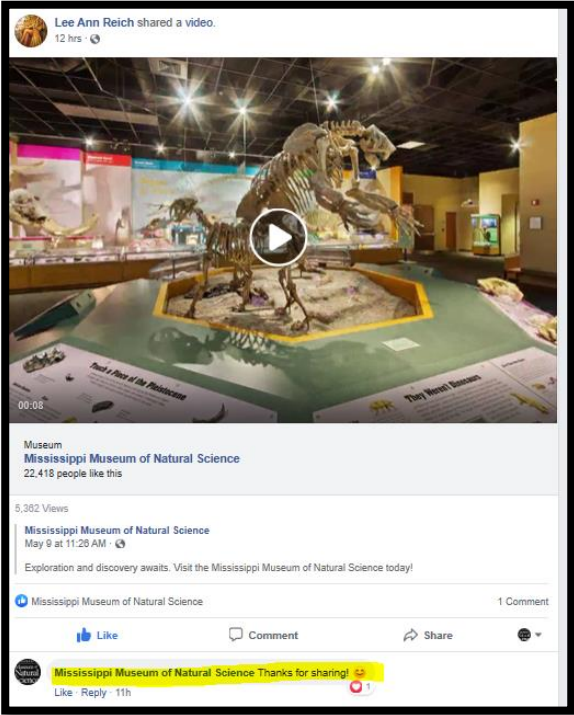 Lee Ann Reich shared a video.
12 hrs ·
Touch a Piece of the Pleistocene
They Weren't Dinosaurs
00:08
Museum
Mississippi Museum of Natural Science
22,418 people like this
5,362 Views
Mississippi Museum of Natural Science
May 9 at 11:26 AM ·
Exploration and discovery awaits. Visit the Mississippi Museum of Natural Science today!
Mississippi Museum of Natural Science
1 Comment
Like
Comment
Share
Natural
Science
Mississippi Museum of Natural Science Thanks for sharing! 😊
Like · Reply · 11h
1